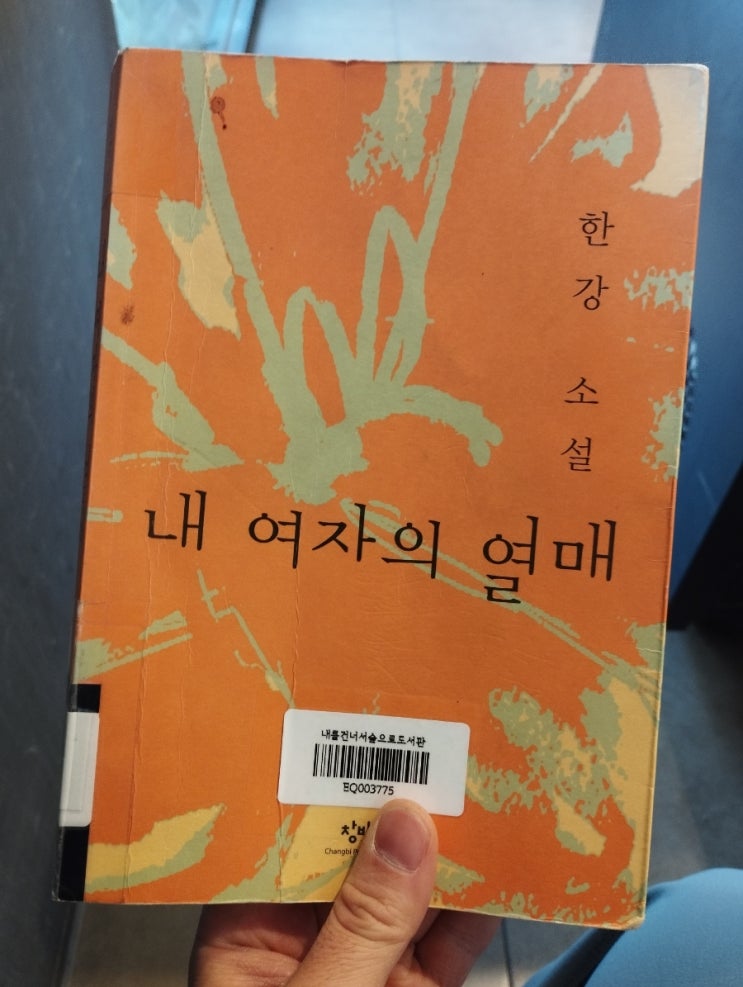 한강 소설
내 여자의 열매
내를건너서숲으로도서관
EQ003775
Changbi